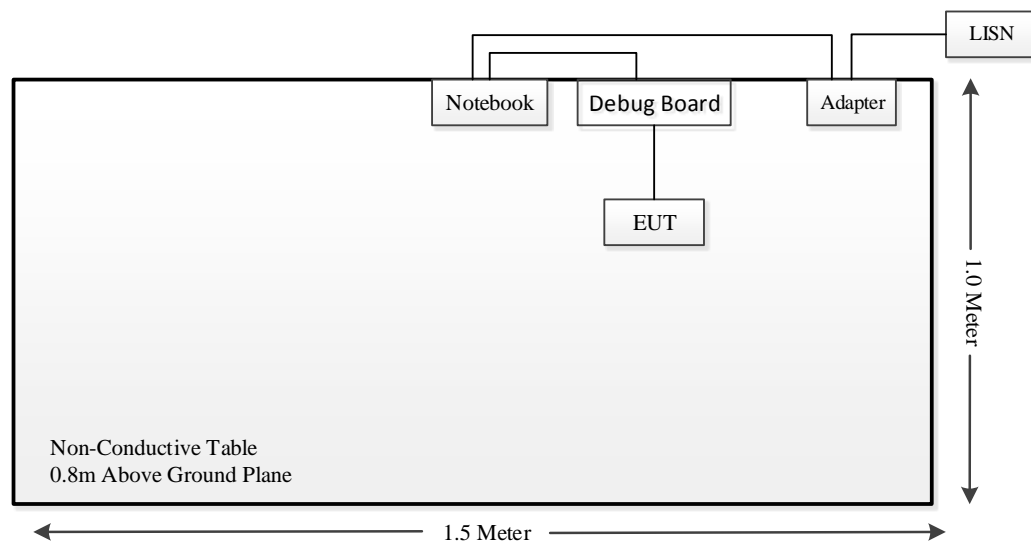 LISN
Notebook
Debug Board
Adapter
EUT
1.0 Meter
Non-Conductive Table
0.8m Above Ground Plane
1.5 Meter